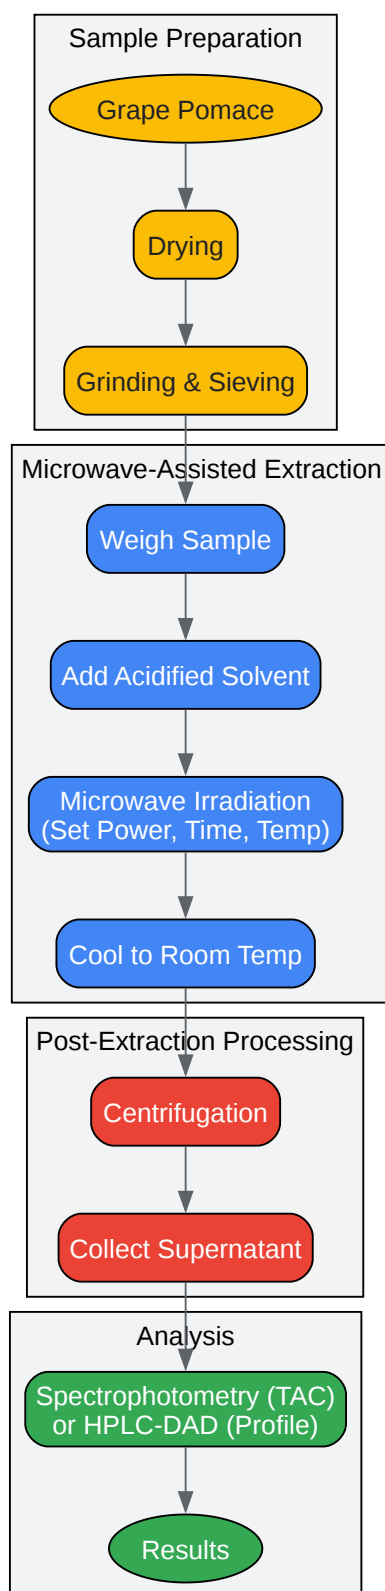 Sample Preparation
Grape Pomace
Drying
Grinding & Sieving
Microwave-Assisted Extraction
Weigh Sample
Add Acidified Solvent
Microwave Irradiation
(Set Power, Time, Temp)
Cool to Room Temp
Post-Extraction Processing
Centrifugation
Collect Supernatant
Analysis
Spectrophotometry (TAC)
or HPLC-DAD (Profile)
Results